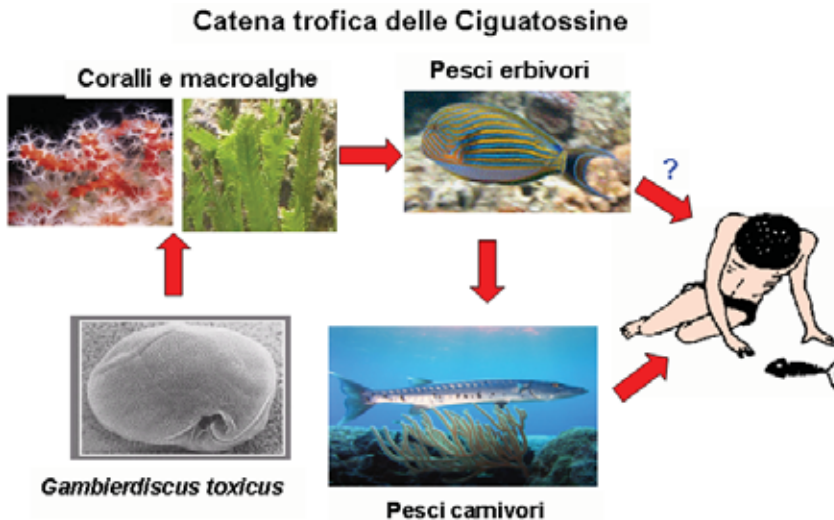 Catena trofica delle Ciguatossine
Coralli e macroalghe
Pesci erbivori
?
Gambierdiscus toxicus
Pesci carnivori